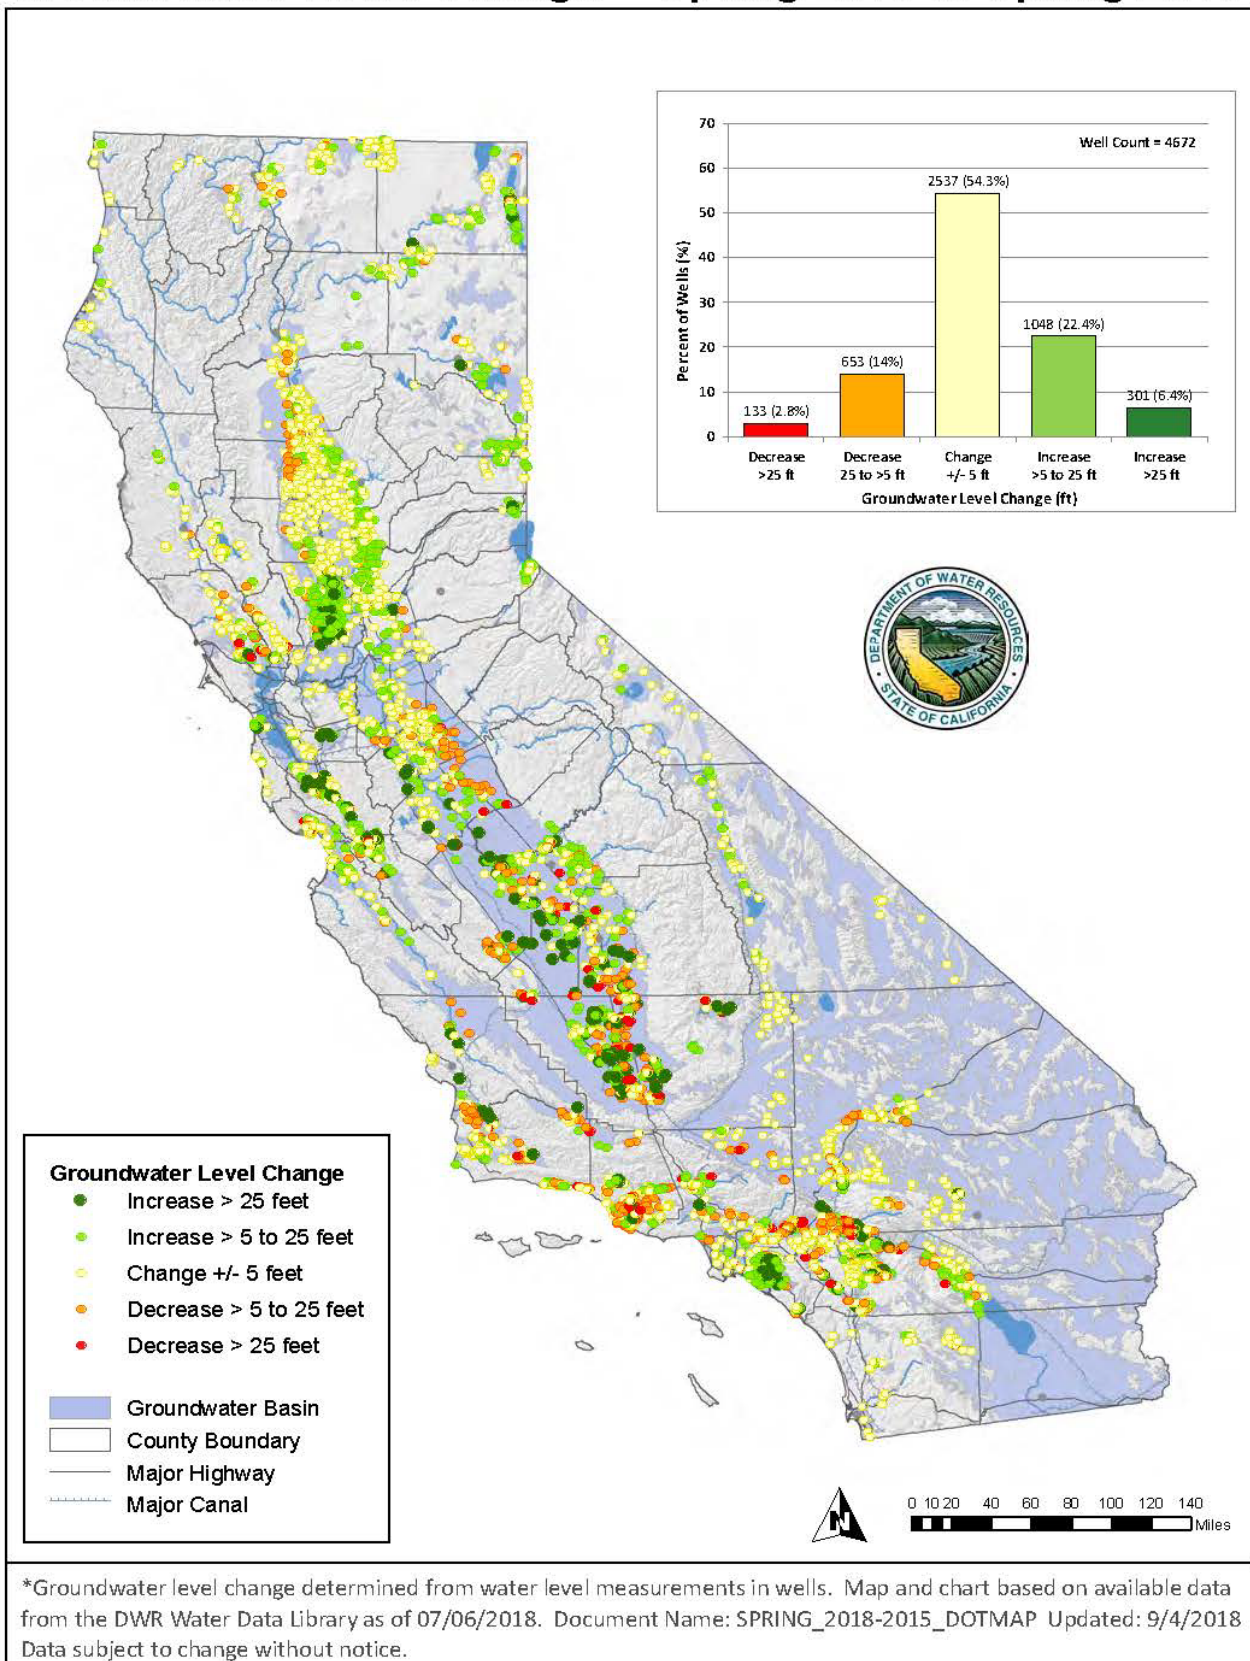 Well Count = 4672
70
60
50
40
30
20
10
0
Percent of Wells (%)
133 (2.8%)
653 (14%)
2537 (54.3%)
1048 (22.4%)
301 (6.4%)
Decrease >25 ft
Decrease 25 to >5 ft
Change +/- 5 ft
Increase >5 to 25 ft
Increase >25 ft
Groundwater Level Change (ft)
DEPARTMENT OF WATER RESOURCES
STATE OF CALIFORNIA
Groundwater Level Change
Increase > 25 feet
Increase > 5 to 25 feet
Change +/- 5 feet
Decrease > 5 to 25 feet
Decrease > 25 feet
Groundwater Basin
County Boundary
Major Highway
Major Canal
N
0 10 20 40 60 80 100 120 140
Miles
*Groundwater level change determined from water level measurements in wells. Map and chart based on available data
from the DWR Water Data Library as of 07/06/2018. Document Name: SPRING_2018-2015_DOTMAP Updated: 9/4/2018
Data subject to change without notice.